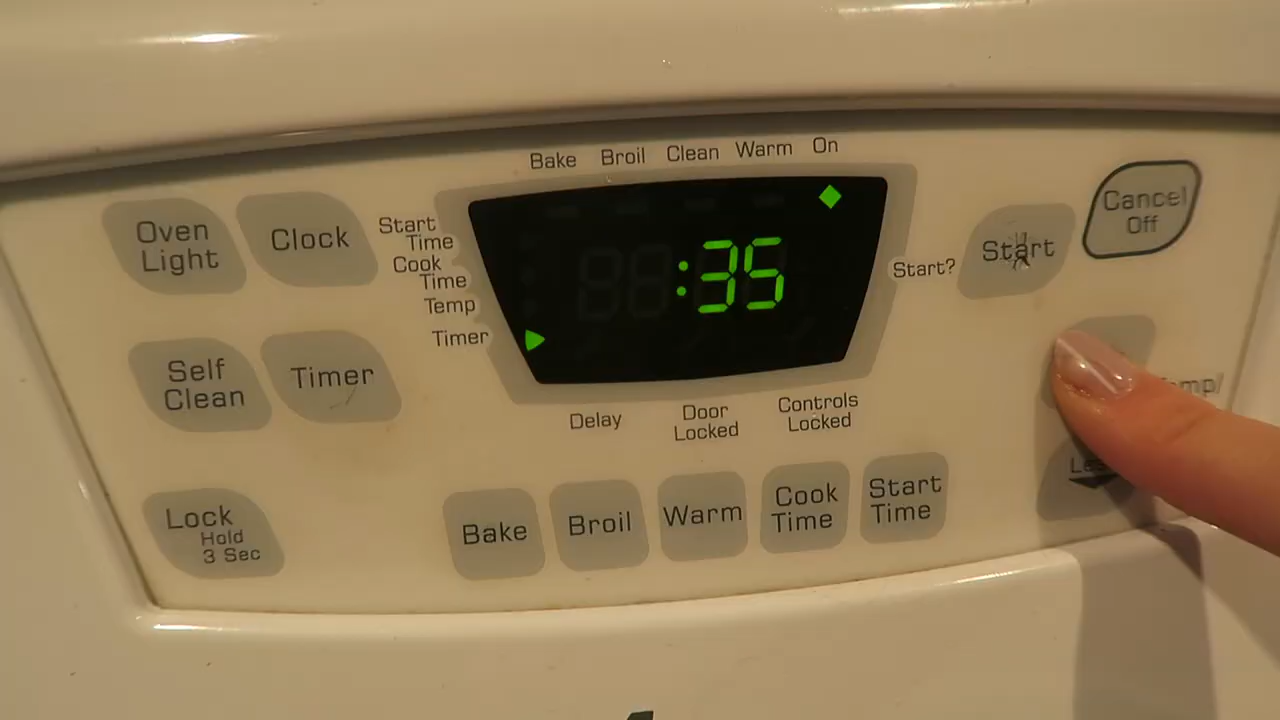 Bake Broil Clean Warm On
Oven
Light
Clock
Start
Time
Cook
Time
Temp
Timer
:35
Start?
Start
Cancel
Off
Self
Clean
Timer
Delay
Door
Locked
Controls
Locked
Lock
Hold
3 Sec
Bake
Broil
Warm
Cook
Time
Start
Time